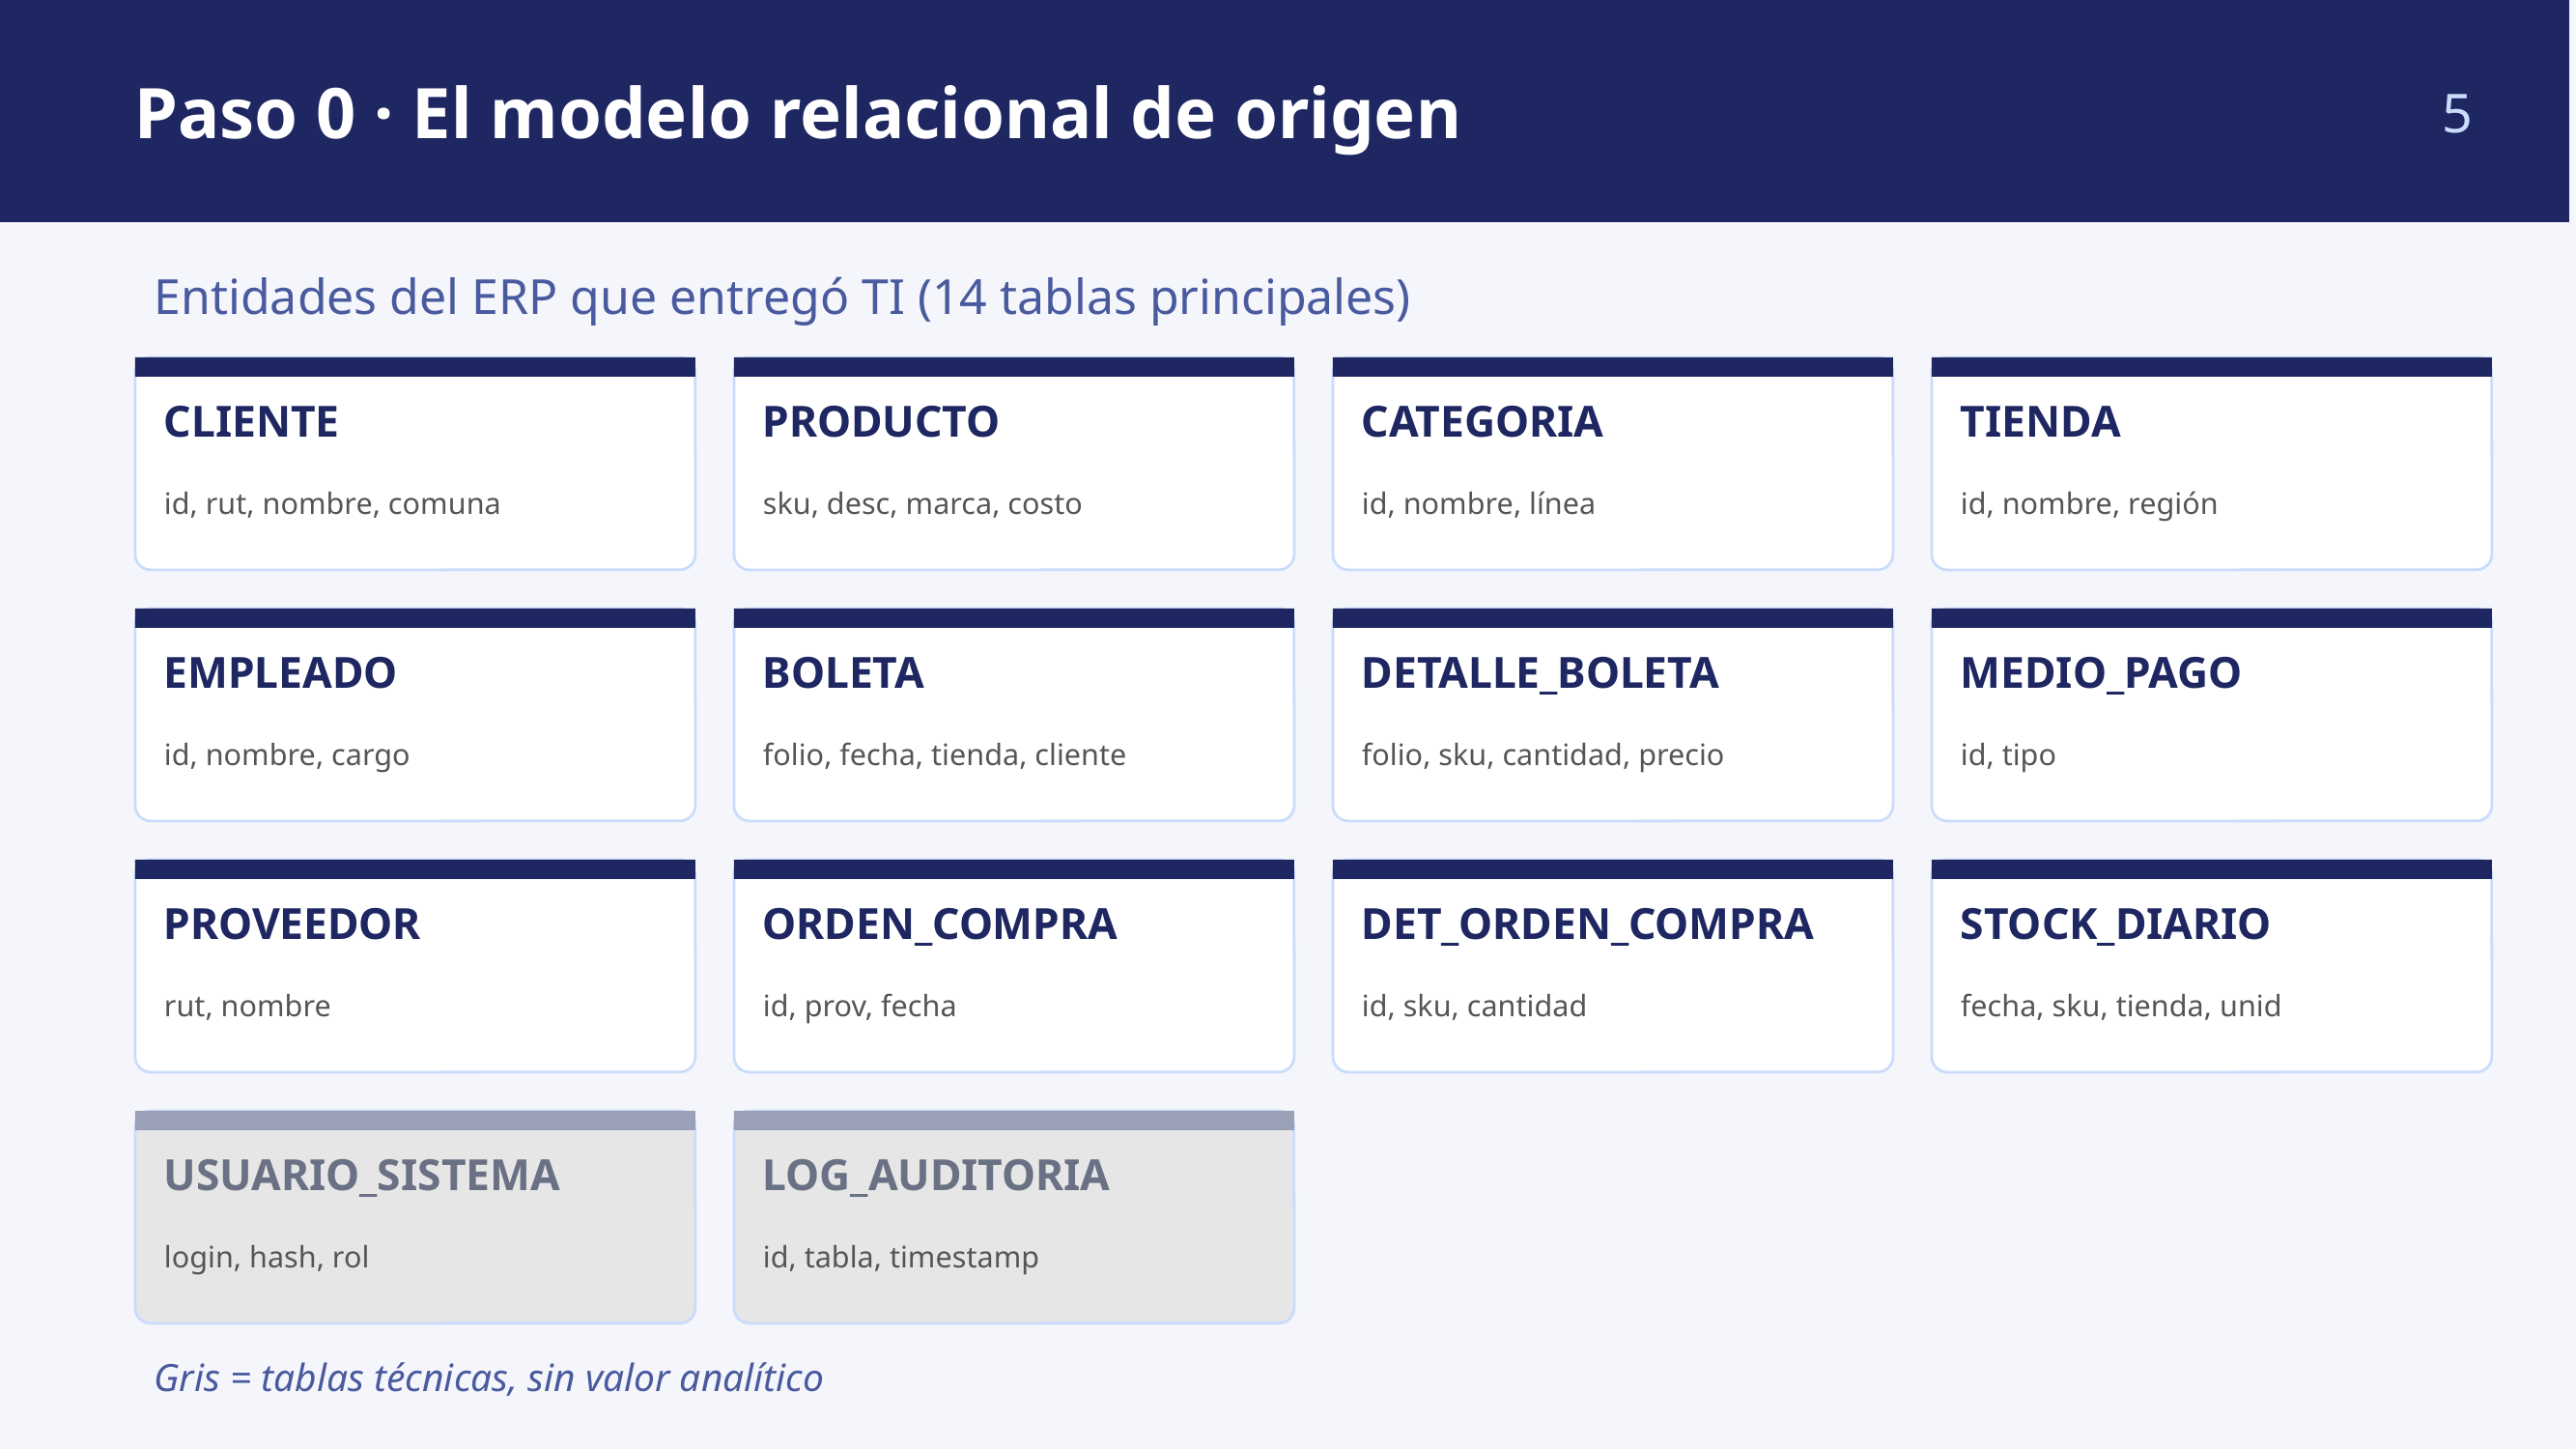 Paso 0 · El modelo relacional de origen
5
Entidades del ERP que entregó TI (14 tablas principales)
CLIENTE
id, rut, nombre, comuna
PRODUCTO
sku, desc, marca, costo
CATEGORIA
id, nombre, línea
TIENDA
id, nombre, región
EMPLEADO
id, nombre, cargo
BOLETA
folio, fecha, tienda, cliente
DETALLE_BOLETA
folio, sku, cantidad, precio
MEDIO_PAGO
id, tipo
PROVEEDOR
rut, nombre
ORDEN_COMPRA
id, prov, fecha
DET_ORDEN_COMPRA
id, sku, cantidad
STOCK_DIARIO
fecha, sku, tienda, unid
USUARIO_SISTEMA
login, hash, rol
LOG_AUDITORIA
id, tabla, timestamp
Gris = tablas técnicas, sin valor analítico